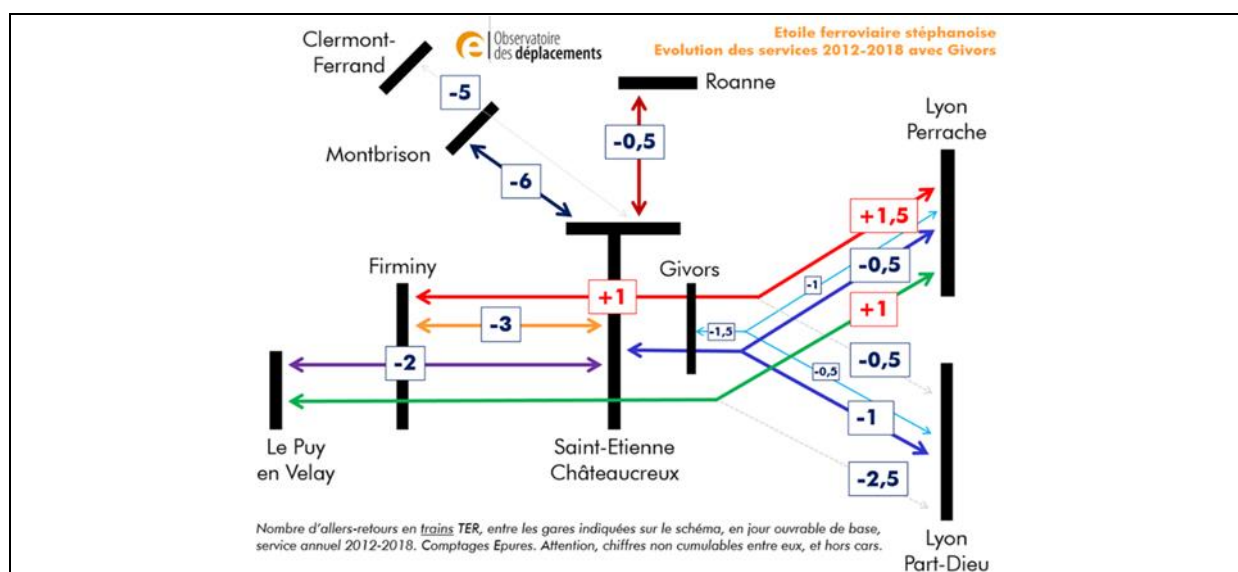 Observatoire
des déplacements
Etoile ferroviaire stéphanoise
Evolution des services 2012-2018 avec Givors
Clermont-
Ferrand
-5
Montbrison
-6
Roanne
-0,5
Lyon
Perrache
+1,5
-0,5
-1
+1
Firminy
Givors
+1
-3
-1,5
-2
-0,5
-0,5
-1
-2,5
Le Puy
en Velay
Saint-Etienne
Châteaucreux
Lyon
Part-Dieu
Nombre d'allers-retours en trains TER, entre les gares indiquées sur le schéma, en jour ouvrable de base,
service annuel 2012-2018. Comptages Epures. Attention, chiffres non cumulables entre eux, et hors cars.